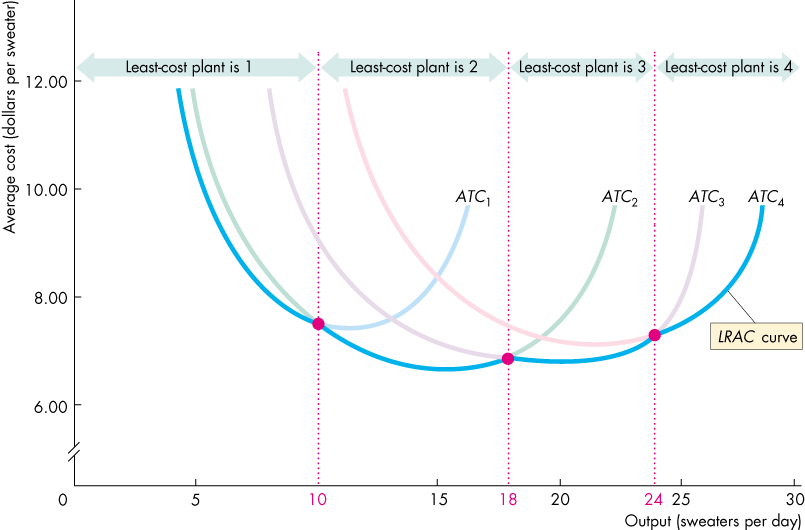 Average cost (dollars per sweater)
Least-cost plant is 1
Least-cost plant is 2
Least-cost plant is 3
Least-cost plant is 4
12.00
10.00
8.00
6.00
ATC1
ATC2
ATC3
ATC4
LRAC curve
0
5
10
15
18
20
24
25
30
Output (sweaters per day)